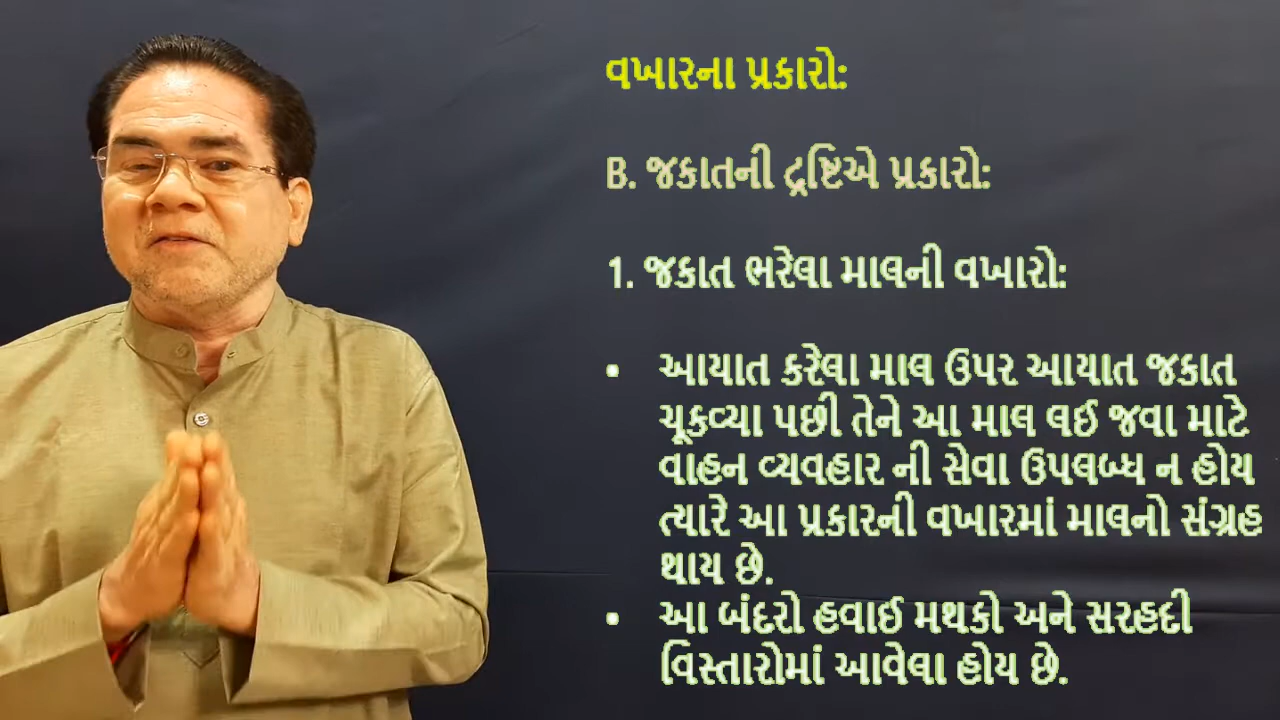 વખારના પ્રકારો:
B. જકાતની દ્રષ્ટિએ પ્રકારો:
1. જકાત ભરેલા માલની વખારો:
• આયાત કરેલા માલ ઉપર આયાત જકાત
ચૂકવ્યા પછી તેને આ માલ લઈ જવા માટે
વાહન વ્યવહાર ની સેવા ઉપલબ્ધ ન હોય
ત્યારે આ પ્રકારની વખારમાં માલનો સંગ્રહ
થાય છે.
• આ બંદરો હવાઈ મથકો અને સરહદી
વિસ્તારોમાં આવેલા હોય છે.